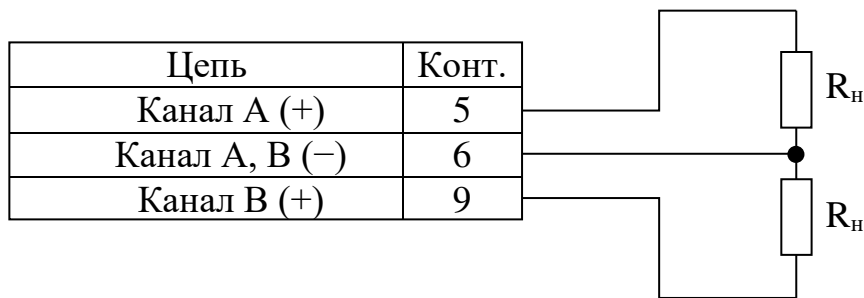 Цепь Конт.
Канал А (+) 5
Rн
Канал А, В (−) 6
Канал В (+) 9
Rн